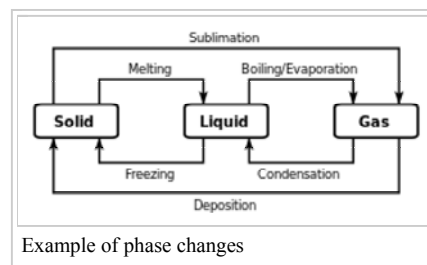 Sublimation
Melting
Boiling/Evaporation
Solid
Liquid
Gas
Freezing
Condensation
Deposition
Example of phase changes